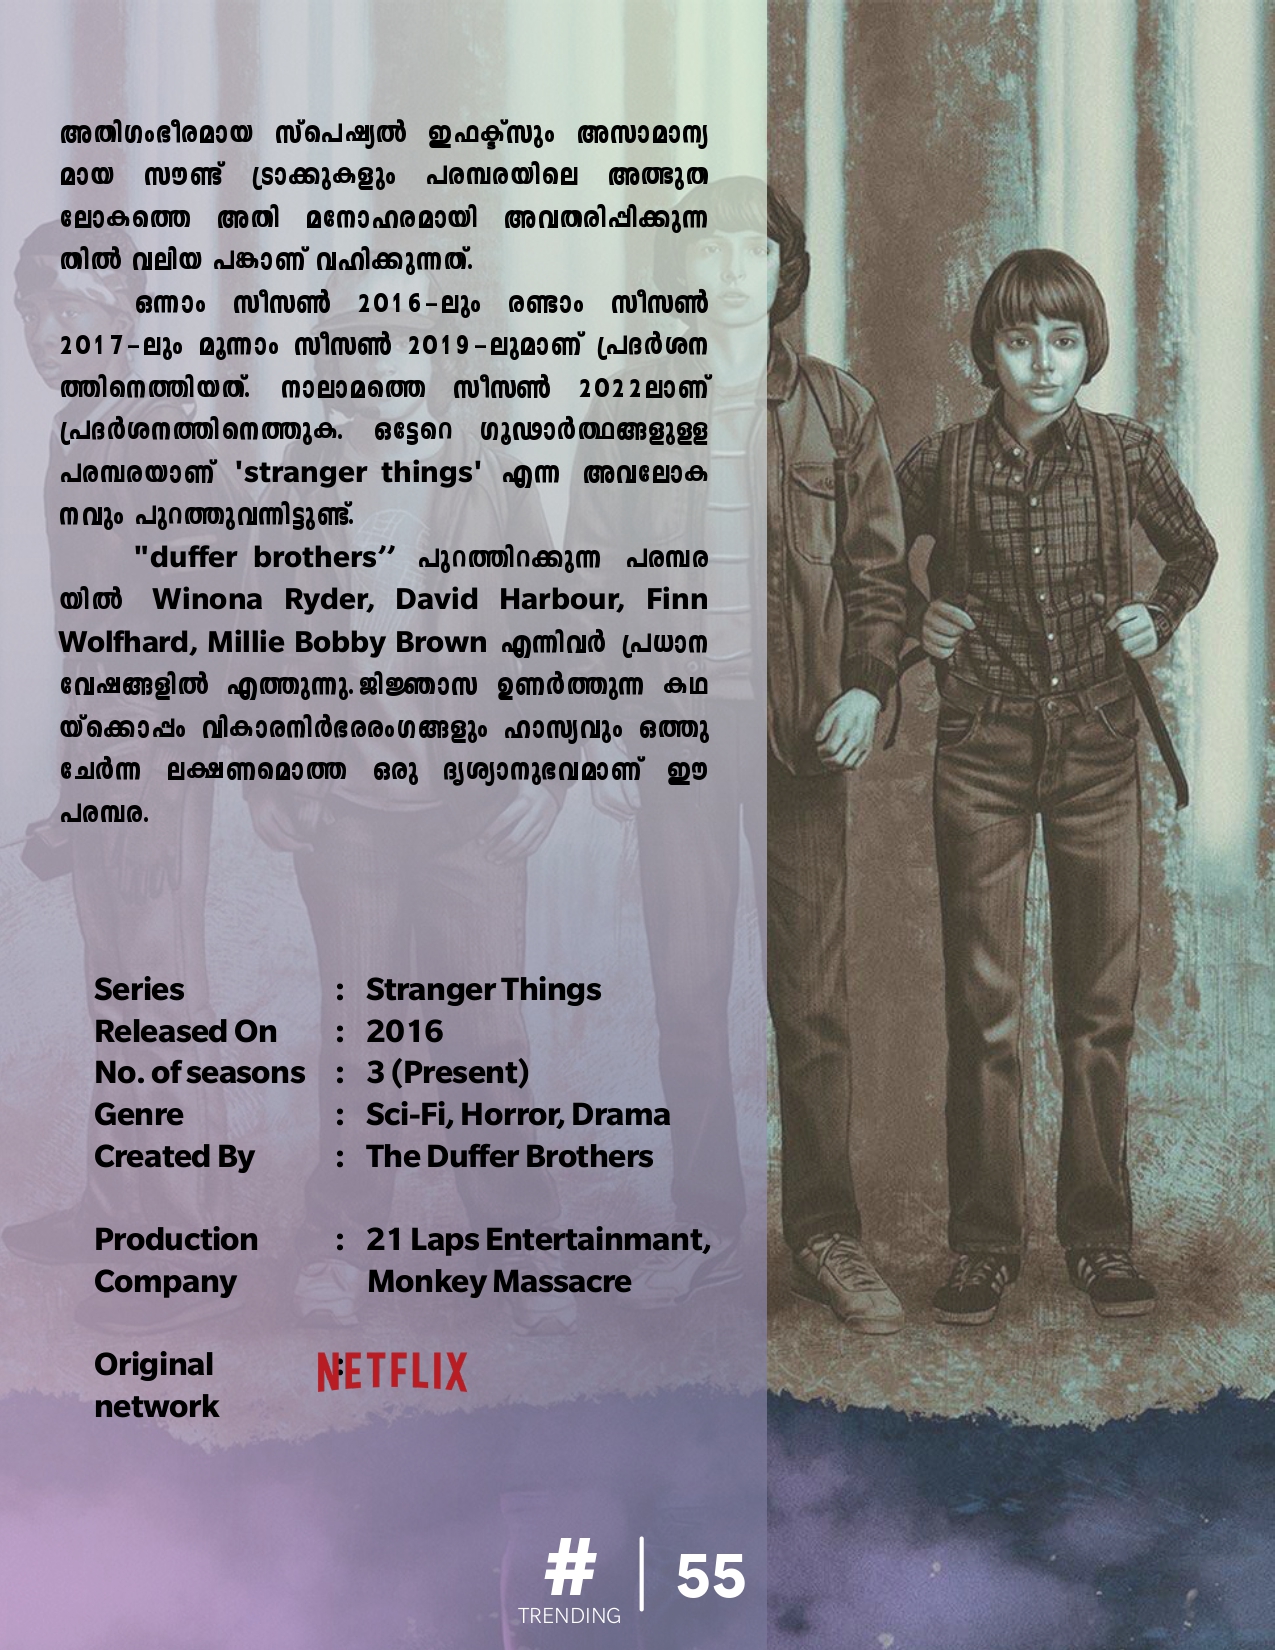 അതിഗംഭീരമായ സ്പെഷ്യൽ ഇഫക്ട്സും അസാമാന്യ
മായ സൗണ്ട് ട്രാക്കുകളും പരമ്പരയിലെ അത്ഭുത
ലോകത്തെ അതി മനോഹരമായി അവതരിപ്പിക്കുന്ന
തിൽ വലിയ പങ്കാണ് വഹിക്കുന്നത്.
ഒന്നാം സീസൺ 2016-ലും രണ്ടാം സീസൺ
2017-ലും മൂന്നാം സീസൺ 2019-ലുമാണ് പ്രദർശന
ത്തിനെത്തിയത്. നാലാമത്തെ സീസൺ 2022ലാണ്
പ്രദർശനത്തിനെത്തുക. ഒട്ടേറെ ഗൂഢാർത്ഥങ്ങളുള്ള
പരമ്പരയാണ് 'stranger things' എന്ന അവലോക
നവും പുറത്തുവന്നിട്ടുണ്ട്.
"duffer brothers’’ പുറത്തിറക്കുന്ന പരമ്പര
യിൽ Winona Ryder, David Harbour, Finn
Wolfhard, Millie Bobby Brown എന്നിവർ പ്രധാന
വേഷങ്ങളിൽ എത്തുന്നു. ജിജ്ഞാസ ഉണർത്തുന്ന കഥ
യ്ക്കൊപ്പം വികാരനിർഭരരംഗങ്ങളും ഹാസ്യവും ഒത്തു
ചേർന്ന ലക്ഷണമൊത്ത ഒരു ദൃശ്യാനുഭവമാണ് ഈ
പരമ്പര.
Series : Stranger Things
Released On : 2016
No. of seasons : 3 (Present)
Genre : Sci-Fi, Horror, Drama
Created By : The Duffer Brothers
Production : 21 Laps Entertainmant,
Company Monkey Massacre
Original : NETFLIX
network
# | 55
TRENDING